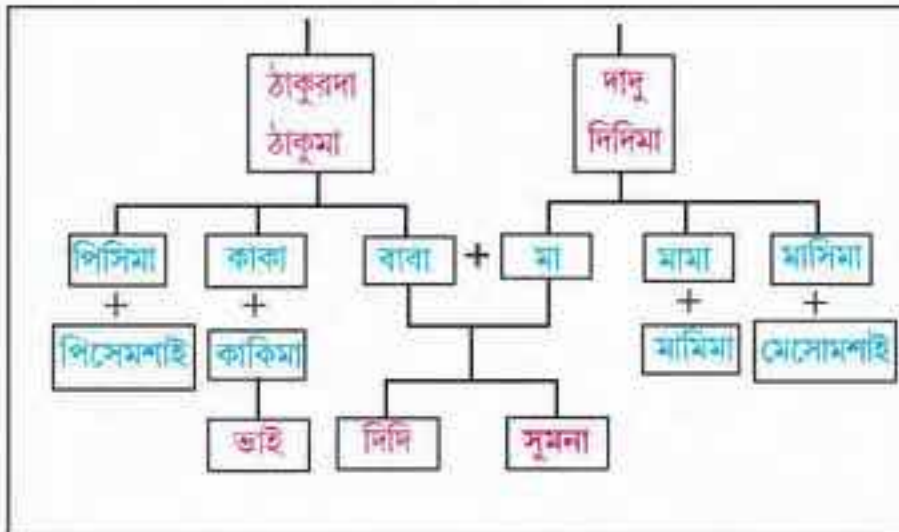 ঠাকুরদা
ঠাকুমা
দাদু
দিদিমা
পিসিমা কাকা বাবা + মা মামা মাসিমা
+ + + +
পিসেমশাই কাকিমা মামিমা মেসোমশাই
ভাই দিদি সুমনা